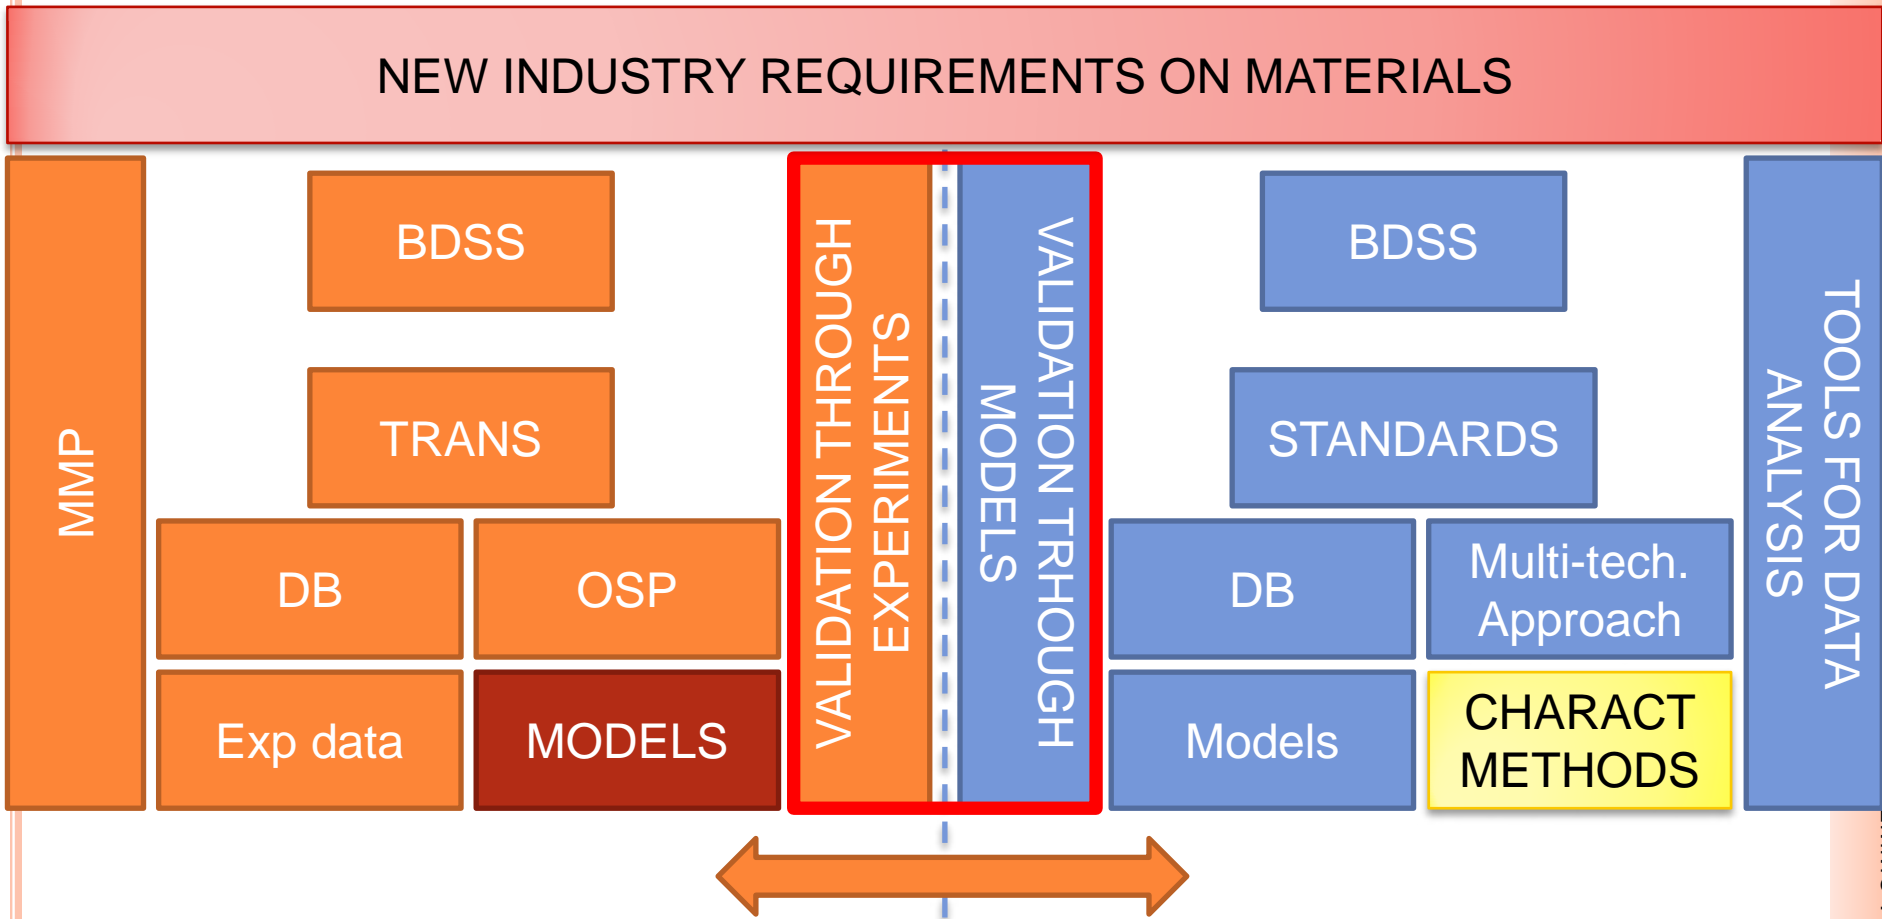 NEW INDUSTRY REQUIREMENTS ON MATERIALS
MMP
BDSS
TRANS
DB
OSP
Exp data
MODELS
VALIDATION THROUGH
EXPERIMENTS
VALIDATION TRHOUGH
MODELS
BDSS
STANDARDS
DB
Multi-tech.
Approach
Models
CHARACT
METHODS
TOOLS FOR DATA
ANALYSIS